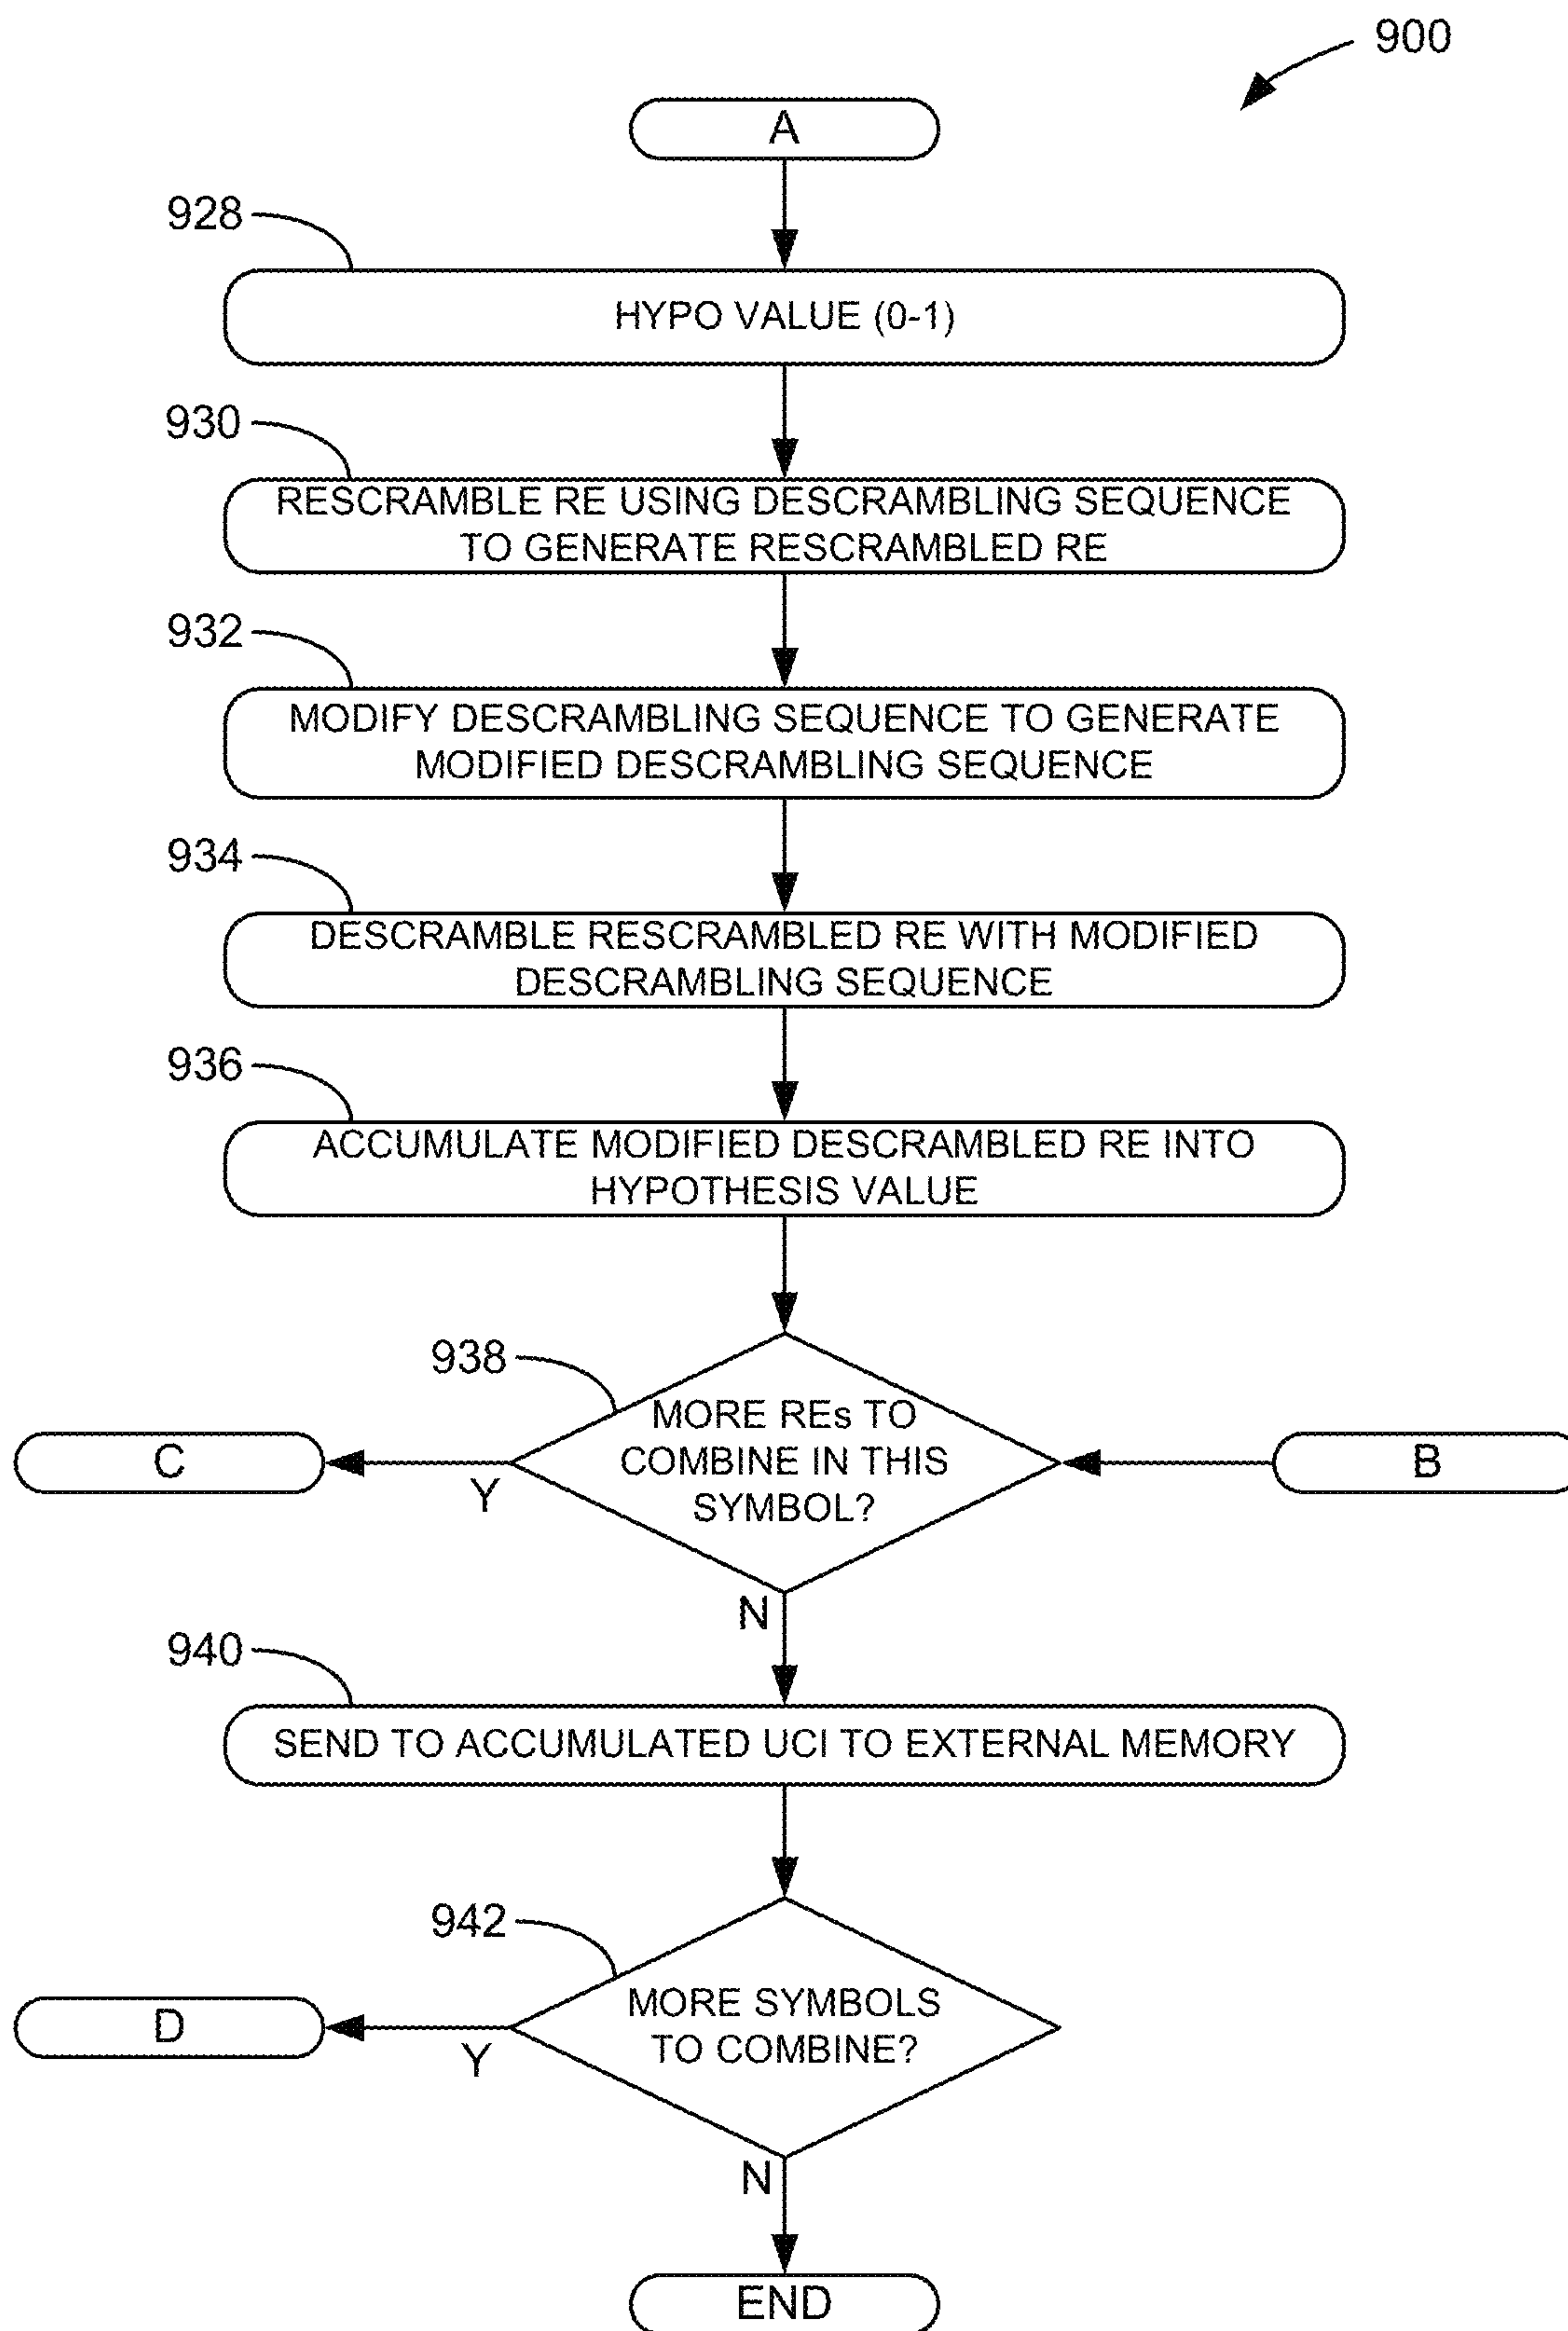 900
A
928
HYPO VALUE (0-1)
930
RESCRAMBLE RE USING DESCRAMBLING SEQUENCE
TO GENERATE RESCRAMBLED RE
932
MODIFY DESCRAMBLING SEQUENCE TO GENERATE
MODIFIED DESCRAMBLING SEQUENCE
934
DESCRAMBLE RESCRAMBLED RE WITH MODIFIED
DESCRAMBLING SEQUENCE
936
ACCUMULATE MODIFIED DESCRAMBLED RE INTO
HYPOTHESIS VALUE
938
MORE REs TO
COMBINE IN THIS
SYMBOL?
C
Y
B
N
940
SEND TO ACCUMULATED UCI TO EXTERNAL MEMORY
942
MORE SYMBOLS
TO COMBINE?
D
Y
N
END